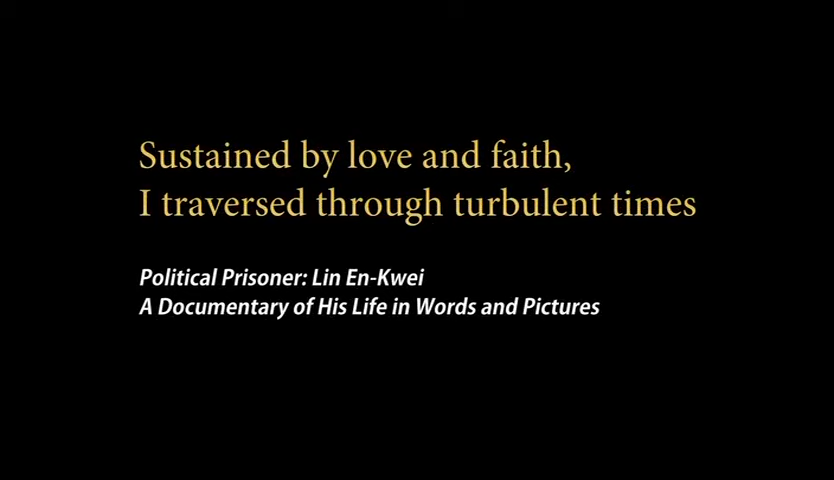 Sustained by love and faith,
I traversed through turbulent times
Political Prisoner: Lin En-Kwei
A Documentary of His Life in Words and Pictures